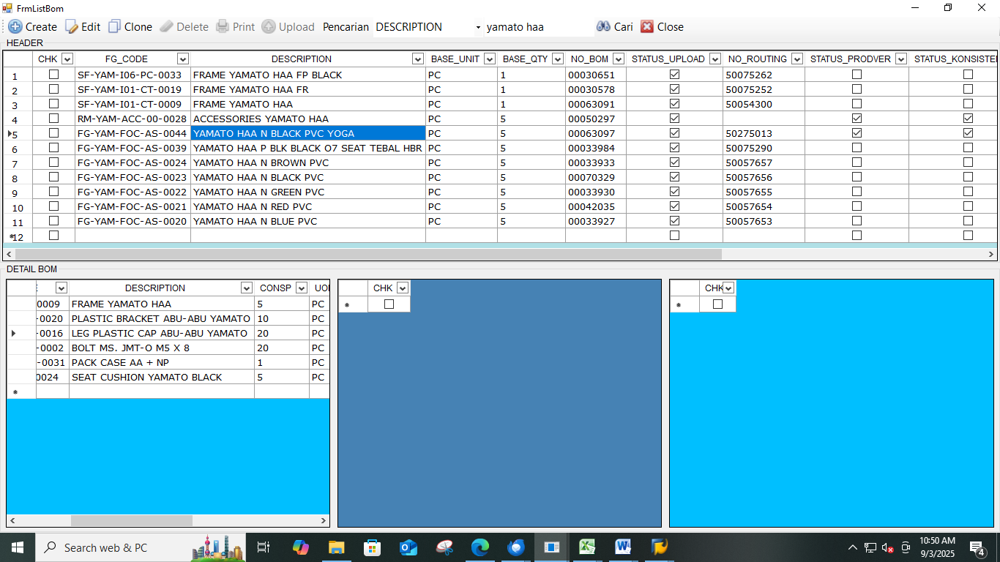 FrmListBom
Create Edit Clone Delete Print Upload Pencarian DESCRIPTION yamato haa Cari Close
HEADER
CHK FG_CODE DESCRIPTION BASE_UNIT BASE_QTY NO_BOM STATUS_UPLOAD NO_ROUTING STATUS_PRODVER STATUS_KONSISTE
1 SF-YAM-I06-PC-0033 FRAME YAMATO HAA FP BLACK PC 1 00030651 50075262
2 SF-YAM-I01-CT-0019 FRAME YAMATO HAA FR PC 1 00030578 50075252
3 SF-YAM-I01-CT-0009 FRAME YAMATO HAA PC 1 00063091 50054300
4 RM-YAM-ACC-00-0028 ACCESSORIES YAMATO HAA PC 5 00050297
5 FG-YAM-FOC-AS-0044 YAMATO HAA N BLACK PVC YOGA PC 5 00063097 50275013
6 FG-YAM-FOC-AS-0039 YAMATO HAA P BLK BLACK O7 SEAT TEBAL HBR PC 5 00033984 50075290
7 FG-YAM-FOC-AS-0024 YAMATO HAA N BROWN PVC PC 5 00033933 50057657
8 FG-YAM-FOC-AS-0023 YAMATO HAA N BLACK PVC PC 5 00070329 50057656
9 FG-YAM-FOC-AS-0022 YAMATO HAA N GREEN PVC PC 5 00033930 50057655
10 FG-YAM-FOC-AS-0021 YAMATO HAA N RED PVC PC 5 00042035 50057654
11 FG-YAM-FOC-AS-0020 YAMATO HAA N BLUE PVC PC 5 00033927 50057653
12
DETAIL BOM
DESCRIPTION CONSP UOI CHK CHK
0009 FRAME YAMATO HAA 5 PC
-0020 PLASTIC BRACKET ABU-ABU YAMATO 10 PC
-0016 LEG PLASTIC CAP ABU-ABU YAMATO 20 PC
-0002 BOLT MS. JMT-O M5 X 8 20 PC
-0031 PACK CASE AA + NP 1 PC
0024 SEAT CUSHION YAMATO BLACK 5 PC
Search web & PC
10:50 AM
9/3/2025
4